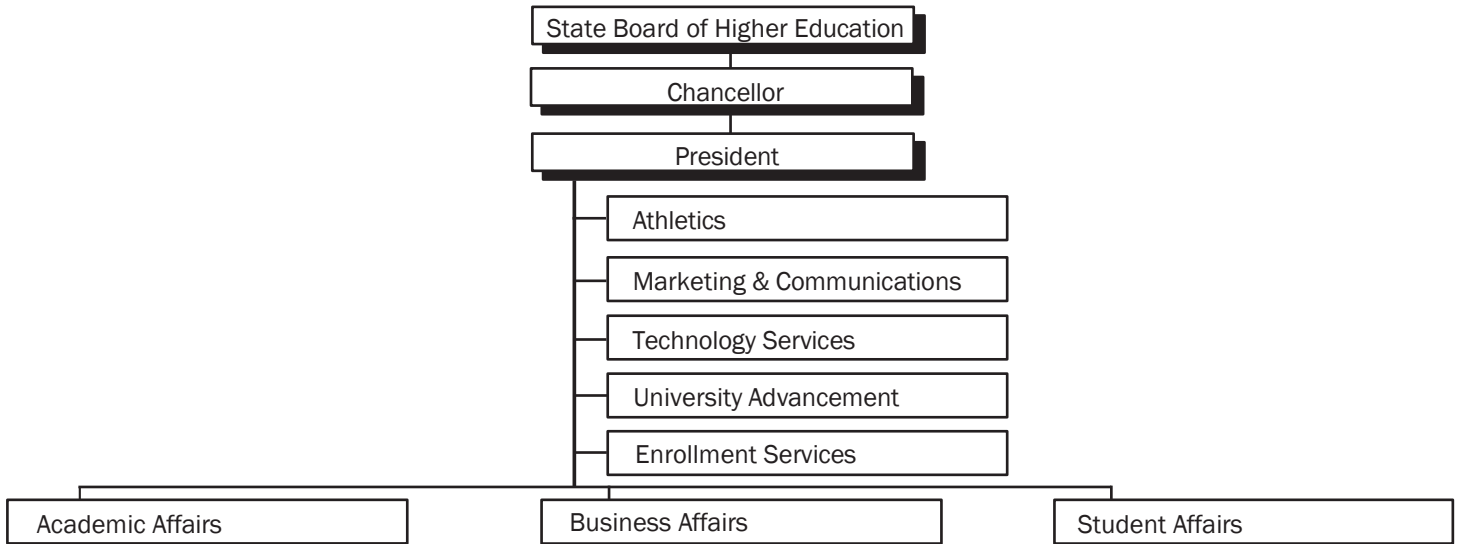 State Board of Higher Education
Chancellor
President
Athletics
Marketing & Communications
Technology Services
University Advancement
Enrollment Services
Academic Affairs
Business Affairs
Student Affairs